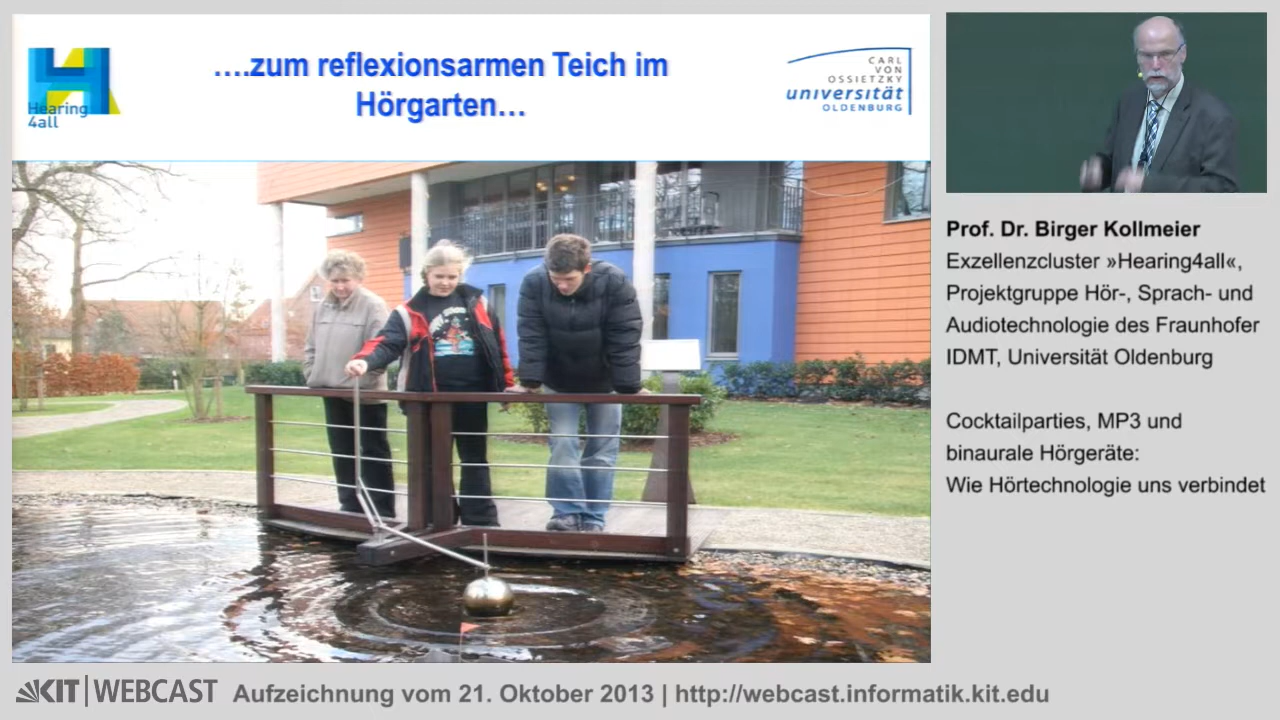 Hearing
4all
....zum reflexionsarmen Teich im
Hörgarten...
CARL
VON
OSSIETZKY
universität
OLDENBURG
Prof. Dr. Birger Kollmeier
Exzellenzcluster »Hearing4all«,
Projektgruppe Hör-, Sprach- und
Audiotechnologie des Fraunhofer
IDMT, Universität Oldenburg
Cocktailparties, MP3 und
binaurale Hörgeräte:
Wie Hörtechnologie uns verbindet
KIT | WEBCAST Aufzeichnung vom 21. Oktober 2013 | http://webcast.informatik.kit.edu